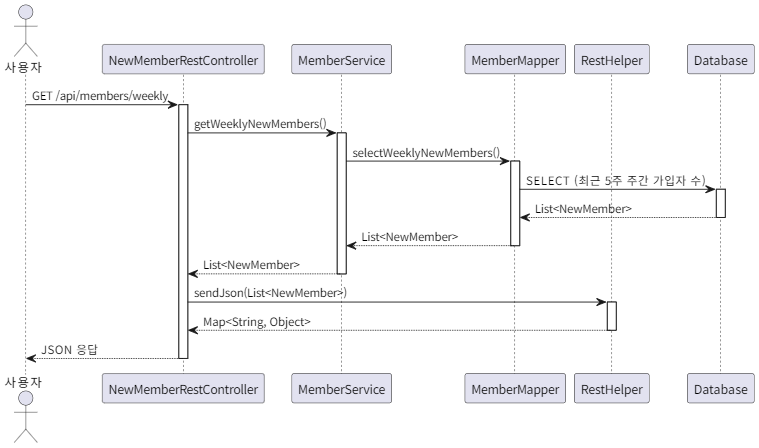 사용자
NewMemberRestController
MemberService
MemberMapper
RestHelper
Database
GET /api/members/weekly
getWeeklyNewMembers()
selectWeeklyNewMembers()
SELECT (최근 5주 주간 가입자 수)
List<NewMember>
List<NewMember>
List<NewMember>
sendJson(List<NewMember>)
Map<String, Object>
JSON 응답
사용자
NewMemberRestController
MemberService
MemberMapper
RestHelper
Database